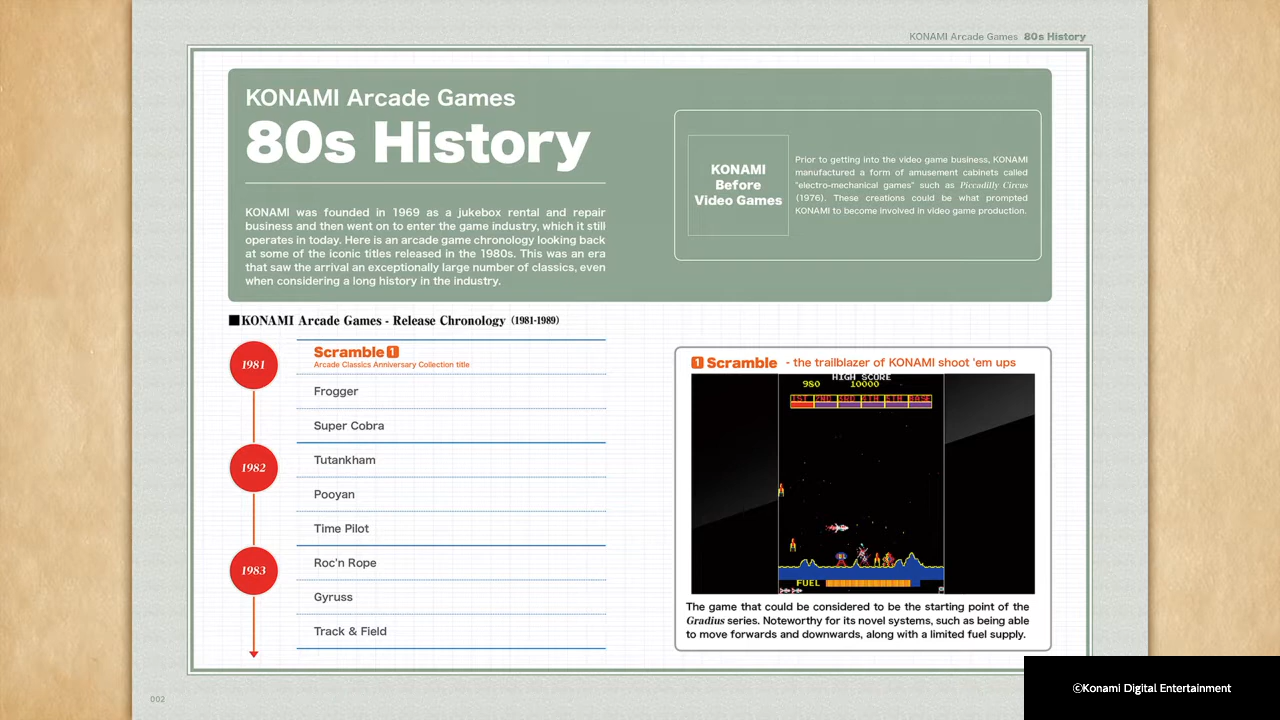 KONAMI Arcade Games 80s History
KONAMI Arcade Games
80s History
KONAMI was founded in 1969 as a jukebox rental and repair
business and then went on to enter the game industry, which it still
operates in today. Here is an arcade game chronology looking back
at some of the iconic titles released in the 1980s. This was an era
that saw the arrival an exceptionally large number of classics, even
when considering a long history in the industry.
KONAMI
Before
Video Games
Prior to getting into the video game business, KONAMI
manufactured a form of amusement cabinets called
"electro-mechanical games" such as Piccadilly Circus
(1976). These creations could be what prompted
KONAMI to become involved in video game production.
■KONAMI Arcade Games - Release Chronology (1981-1989)
1981
Scramble 1
Arcade Classics Anniversary Collection title
Frogger
Super Cobra
1982
Tutankham
Pooyan
Time Pilot
1983
Roc'n Rope
Gyruss
Track & Field
1 Scramble - the trailblazer of KONAMI shoot 'em ups
HIGH SCORE
980 10000
1ST 2ND 3RD 4TH 5TH BASE
FUEL
The game that could be considered to be the starting point of the
Gradius series. Noteworthy for its novel systems, such as being able
to move forwards and downwards, along with a limited fuel supply.
002
©Konami Digital Entertainment